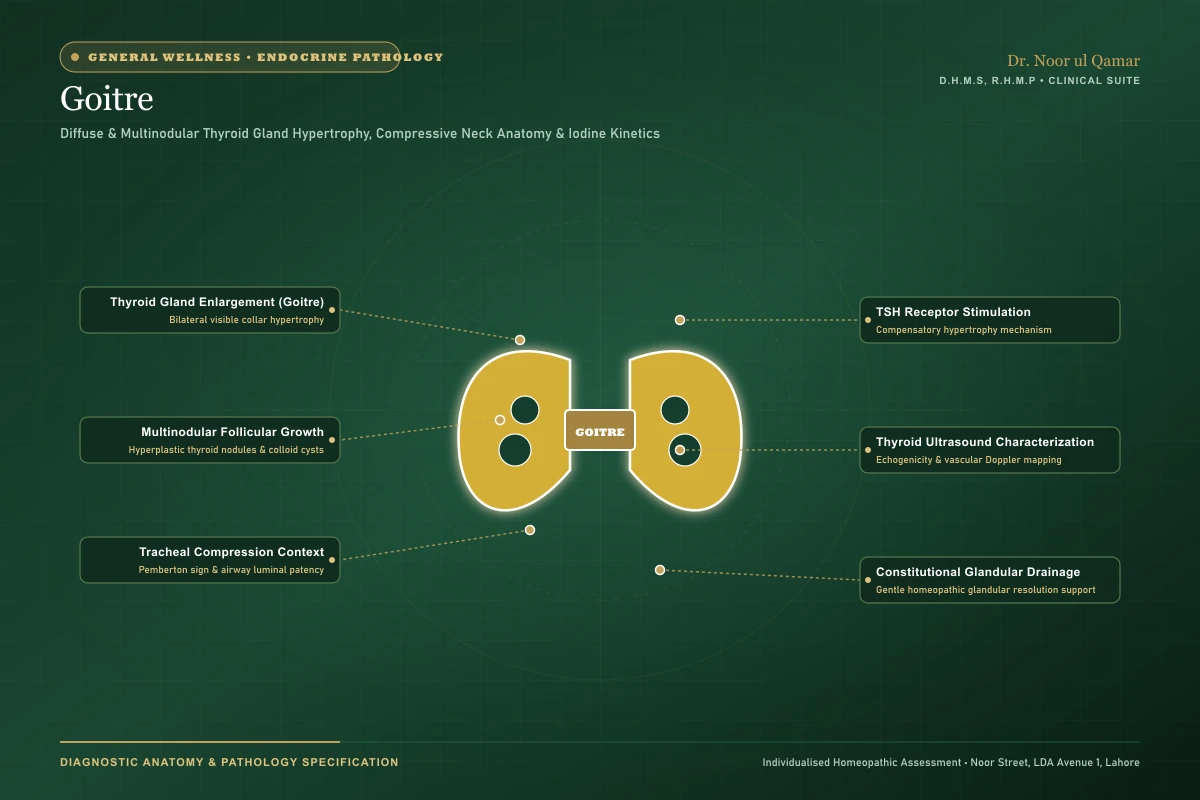 GENERAL WELLNESS • ENDOCRINE PATHOLOGY
Goitre
Diffuse & Multinodular Thyroid Gland Hypertrophy, Compressive Neck Anatomy & Iodine Kinetics
Dr. Noor ul Qamar
D.H.M.S, R.H.M.P • CLINICAL SUITE
Thyroid Gland Enlargement (Goitre)
Bilateral visible collar hypertrophy
Multinodular Follicular Growth
Hyperplastic thyroid nodules & colloid cysts
Tracheal Compression Context
Pemberton sign & airway luminal patency
GOITRE
TSH Receptor Stimulation
Compensatory hypertrophy mechanism
Thyroid Ultrasound Characterization
Echogenicity & vascular Doppler mapping
Constitutional Glandular Drainage
Gentle homeopathic glandular resolution support
DIAGNOSTIC ANATOMY & PATHOLOGY SPECIFICATION
Individualised Homeopathic Assessment • Noor Street, LDA Avenue 1, Lahore